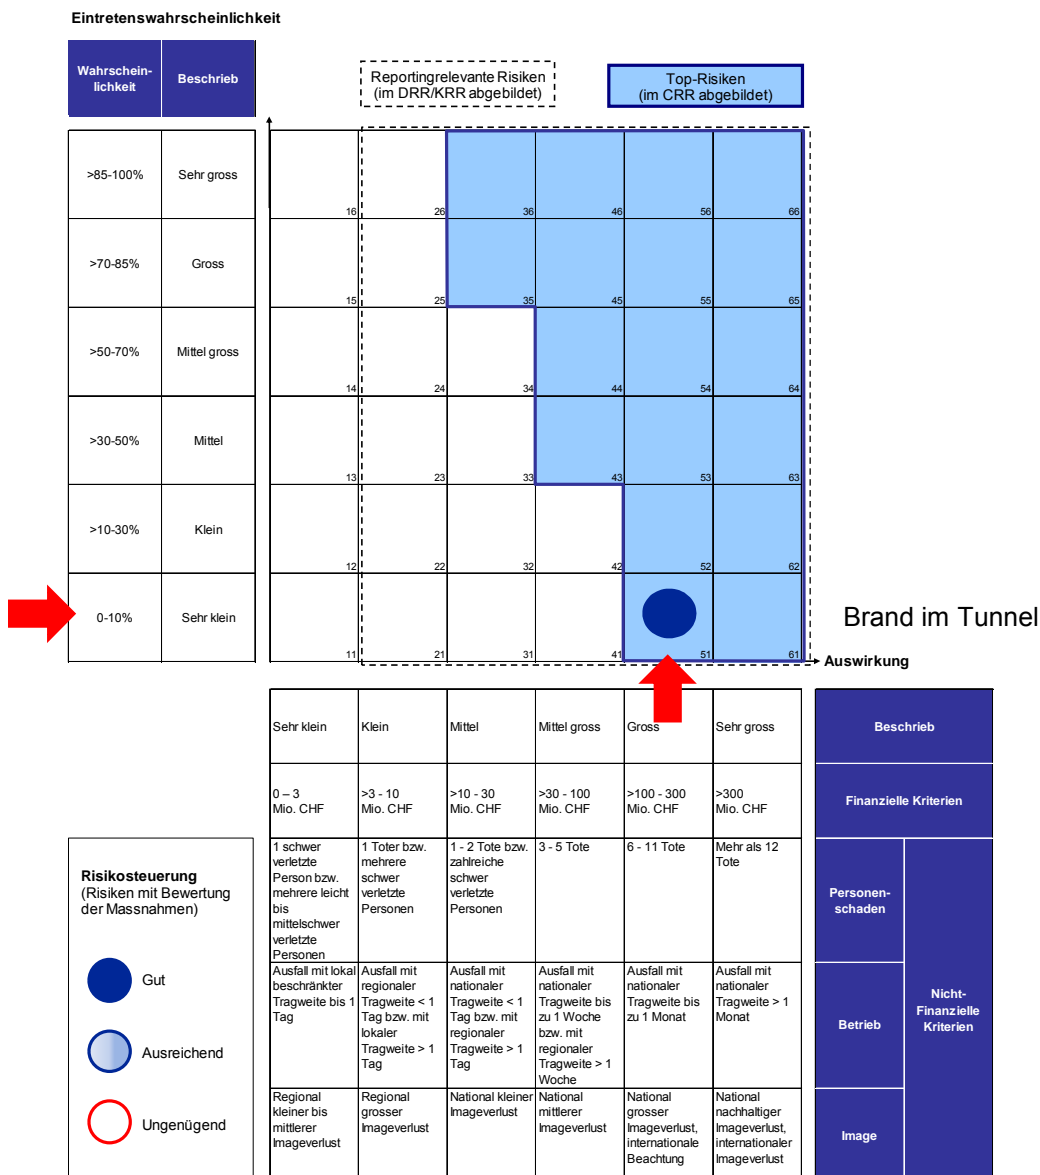 Eintretenswahrscheinlichkeit
Wahrschein-
lichkeit
Beschrieb
Reportingrelevante Risiken
(im DRR/KRR abgebildet)
Top-Risiken
(im CRR abgebildet)
>85-100%
Sehr gross
16
26
36
46
56
66
>70-85%
Gross
15
25
35
45
55
65
>50-70%
Mittel gross
14
24
34
44
54
64
>30-50%
Mittel
13
23
33
43
53
63
>10-30%
Klein
12
22
32
42
52
62
0-10%
Sehr klein
11
21
31
41
51
61
Brand im Tunnel
Auswirkung
Sehr klein
Klein
Mittel
Mittel gross
Gross
Sehr gross
Beschrieb
0 – 3
Mio. CHF
>3 - 10
Mio. CHF
>10 - 30
Mio. CHF
>30 - 100
Mio. CHF
>100 - 300
Mio. CHF
>300
Mio. CHF
Finanzielle Kriterien
1 schwer
verletzte
Person bzw.
mehrere leicht
bis
mittelschwer
verletzte
Personen
1 Toter bzw.
mehrere
schwer
verletzte
Personen
1 - 2 Tote bzw.
zahlreiche
schwer
verletzte
Personen
3 - 5 Tote
6 - 11 Tote
Mehr als 12
Tote
Personen-
schaden
Ausfall mit lokal
beschränkter
Tragweite bis 1
Tag
Ausfall mit
regionaler
Tragweite < 1
Tag bzw. mit
lokaler
Tragweite > 1
Tag
Ausfall mit
nationaler
Tragweite < 1
Tag bzw. mit
regionaler
Tragweite > 1
Tag
Ausfall mit
nationaler
Tragweite bis
zu 1 Woche
bzw. mit
regionaler
Tragweite > 1
Woche
Ausfall mit
nationaler
Tragweite bis
zu 1 Monat
Ausfall mit
nationaler
Tragweite > 1
Monat
Betrieb
Nicht-
Finanzielle
Kriterien
Regional
kleiner bis
mittlerer
Imageverlust
Regional
grosser
Imageverlust
National kleiner
Imageverlust
National
mittlerer
Imageverlust
National
grosser
Imageverlust,
internationale
Beachtung
National
nachhaltiger
Imageverlust,
internationaler
Imageverlust
Image
Risikosteuerung
(Risiken mit Bewertung
der Massnahmen)
Gut
Ausreichend
Ungenügend